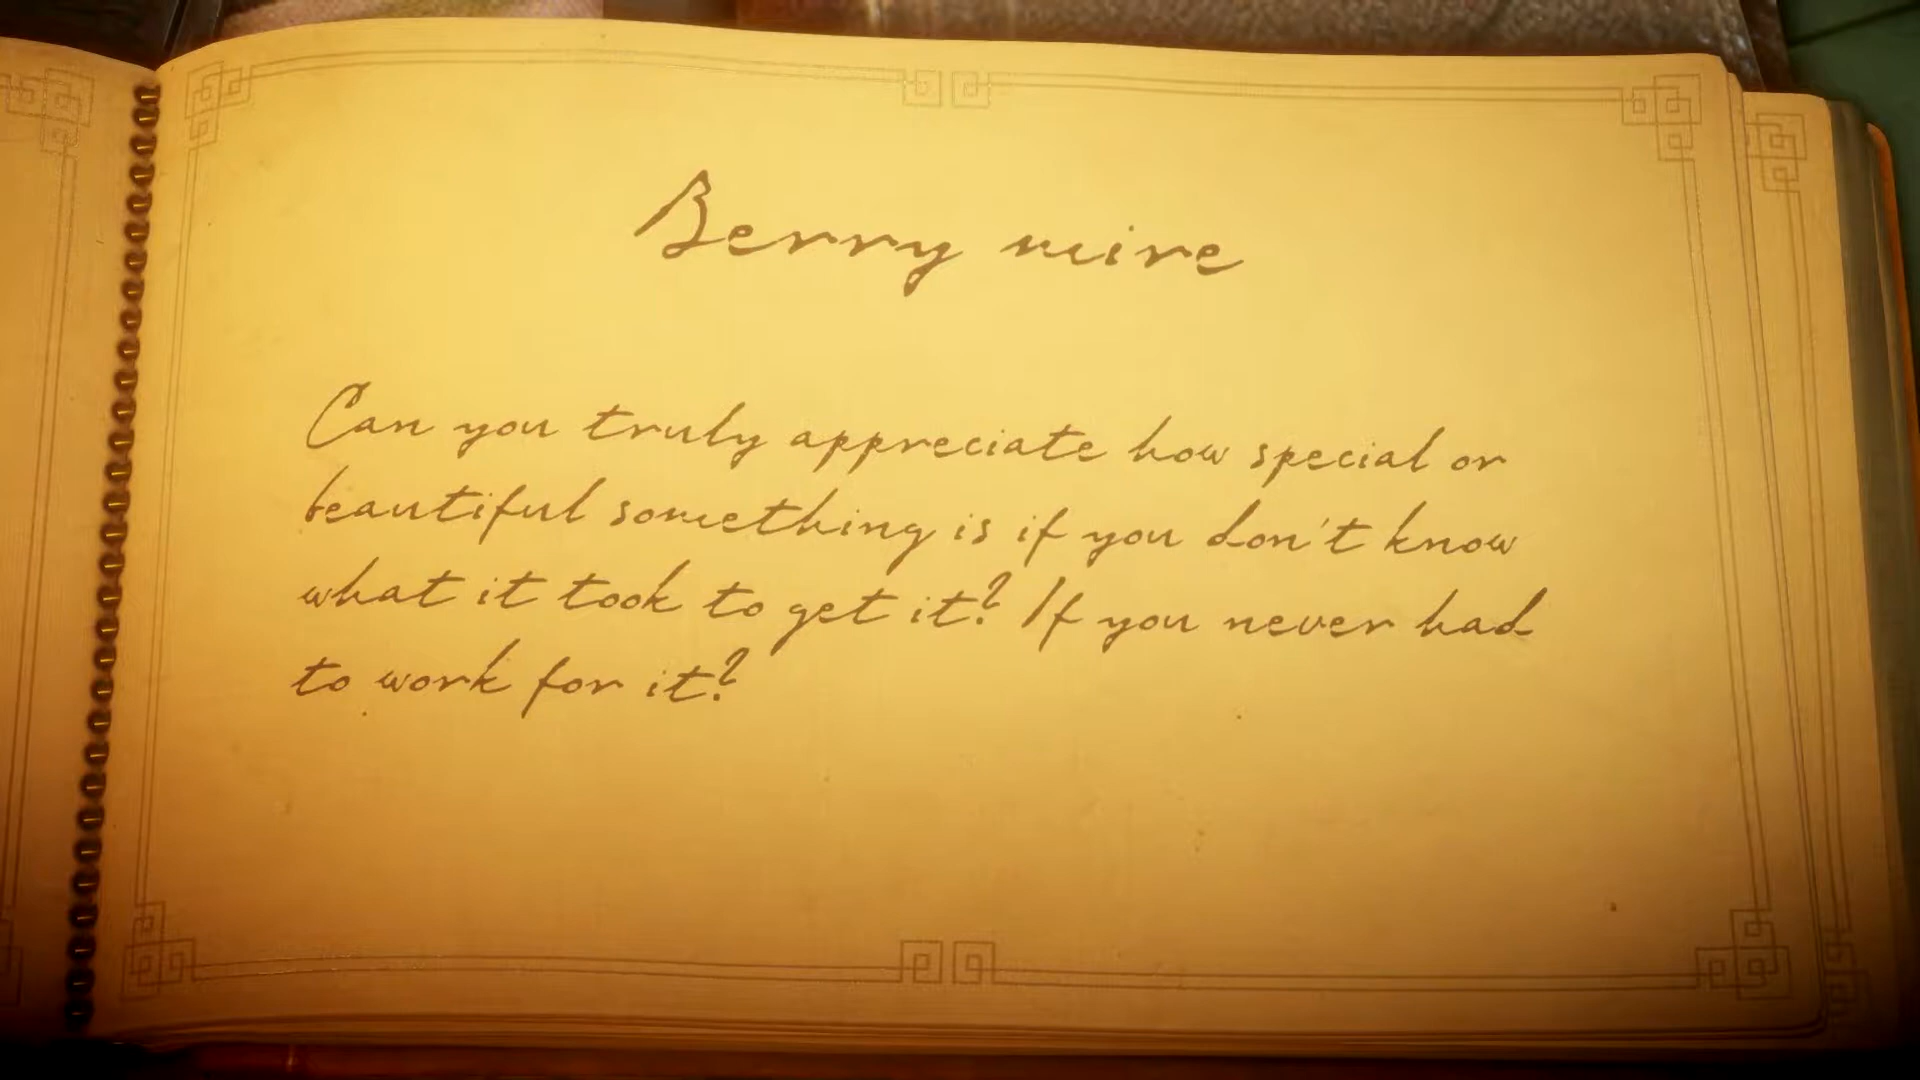 Berry mire
Can you truly appreciate how special or
beautiful something is if you don't know
what it took to get it? If you never had
to work for it?